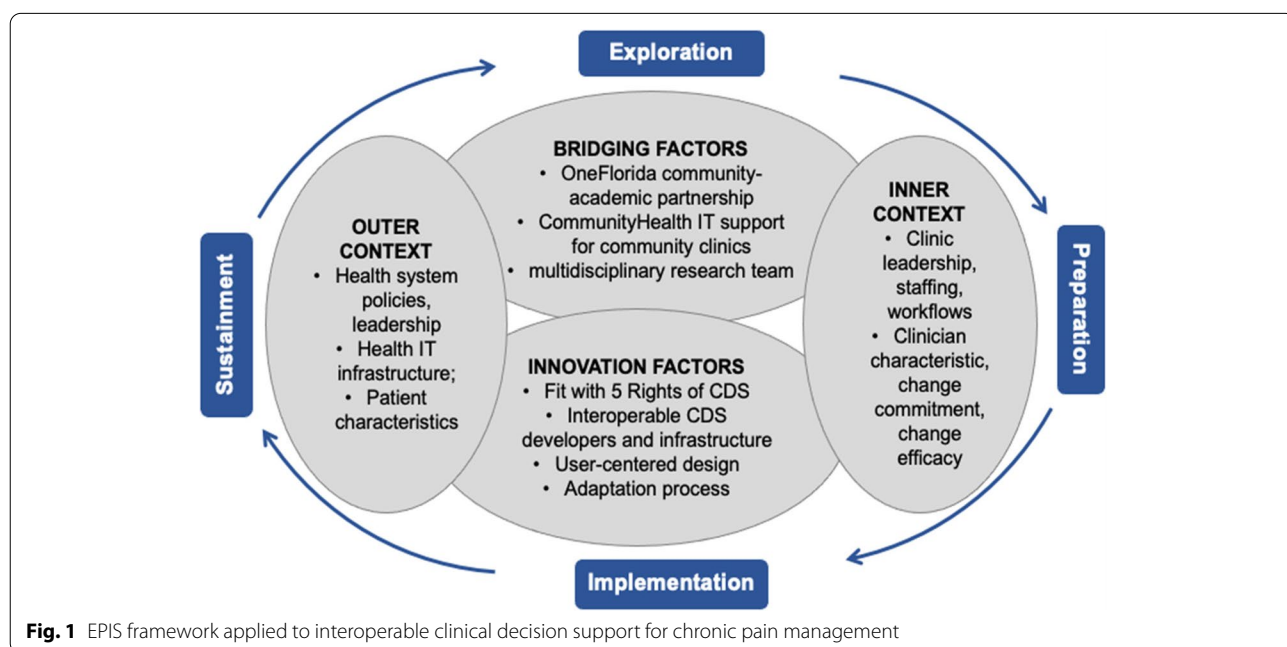 Exploration
BRIDGING FACTORS
• OneFlorida community-
academic partnership
• CommunityHealth IT support
for community clinics
• multidisciplinary research team
OUTER
CONTEXT
• Health system
policies,
leadership
• Health IT
infrastructure;
• Patient
characteristics
INNER
CONTEXT
• Clinic
leadership,
staffing,
workflows
• Clinician
characteristic,
change
commitment,
change
efficacy
Sustainment
Preparation
INNOVATION FACTORS
• Fit with 5 Rights of CDS
• Interoperable CDS
developers and infrastructure
• User-centered design
• Adaptation process
Implementation
Fig. 1 EPIS framework applied to interoperable clinical decision support for chronic pain management